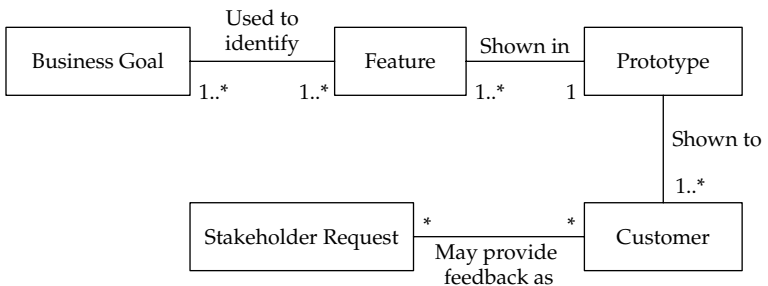 Used to
identify
Business Goal
Feature
Shown in
Prototype
1..*
1..*
1..*
1
Shown to
1..*
Stakeholder Request
*
*
Customer
May provide
feedback as